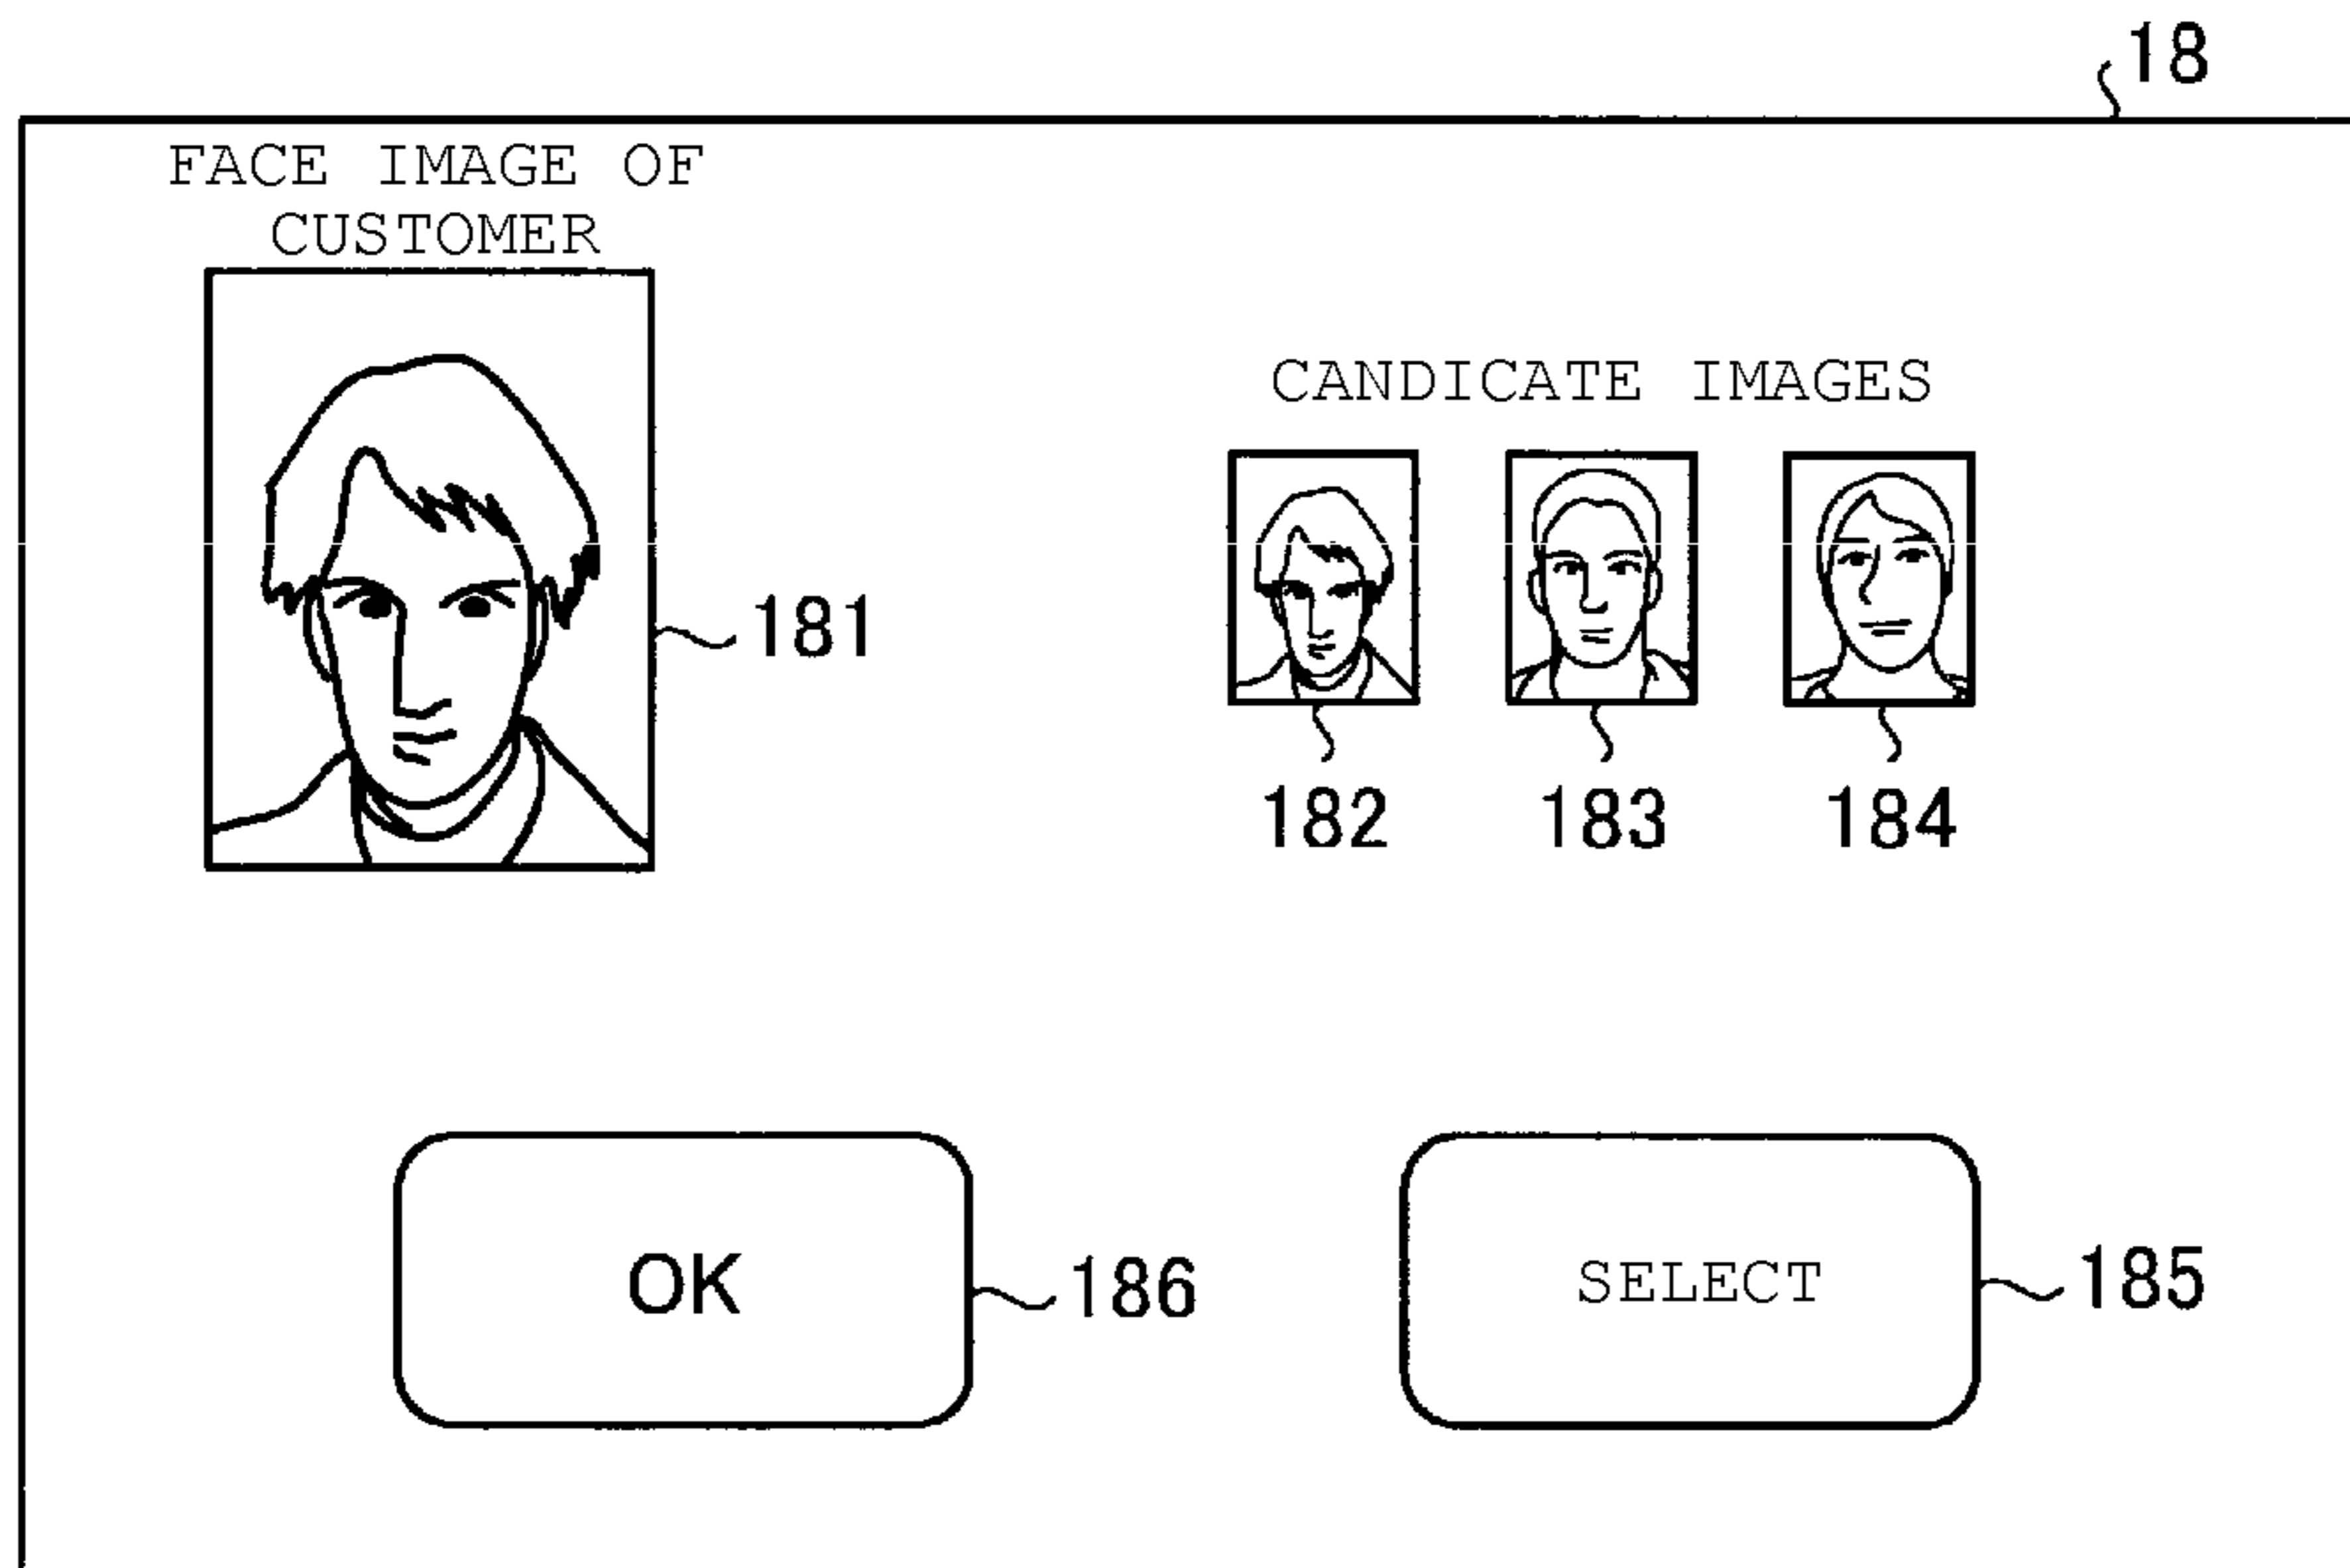 18
FACE IMAGE OF
CUSTOMER
181
CANDICATE IMAGES
182 183 184
OK
186
SELECT
185